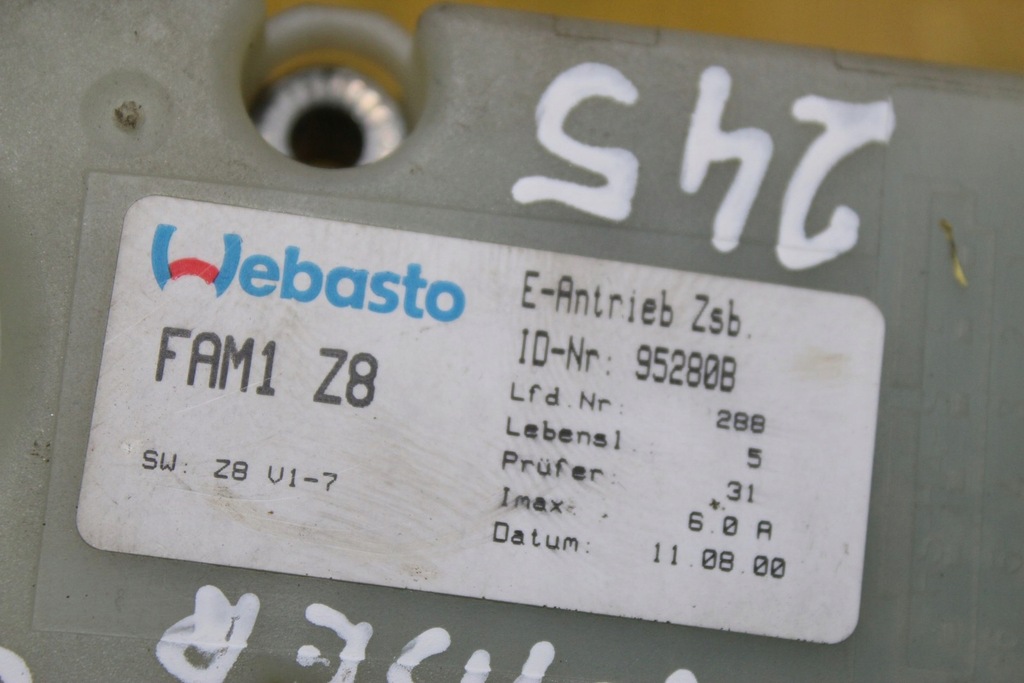 245
Webasto
FAM1 Z8
SW: Z8 V1-7
E-Antrieb Zsb.
ID-Nr: 95280B
Lfd.Nr: 288
Lebensl. 5
Prüfer: 31
Imax: 6.0 A
Datum: 11.08.00